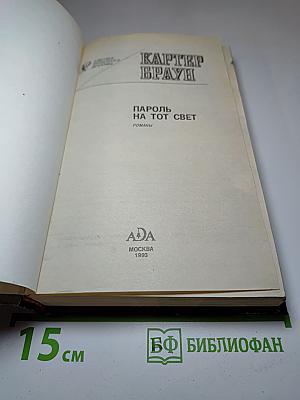 КАРТЕР
БРАУН
ПАРОЛЬ
НА ТОТ СВЕТ
РОМАНЫ
АДА
МОСКВА
1993
15 см
БФ БИБЛИОФАН